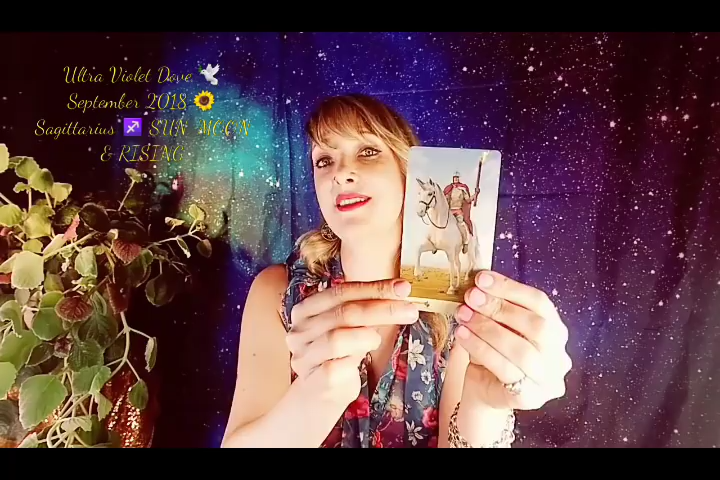 Ultra Violet Dove 🕊
September 2018 🌻
Sagittarius ♐ SUN MOON
& RISING